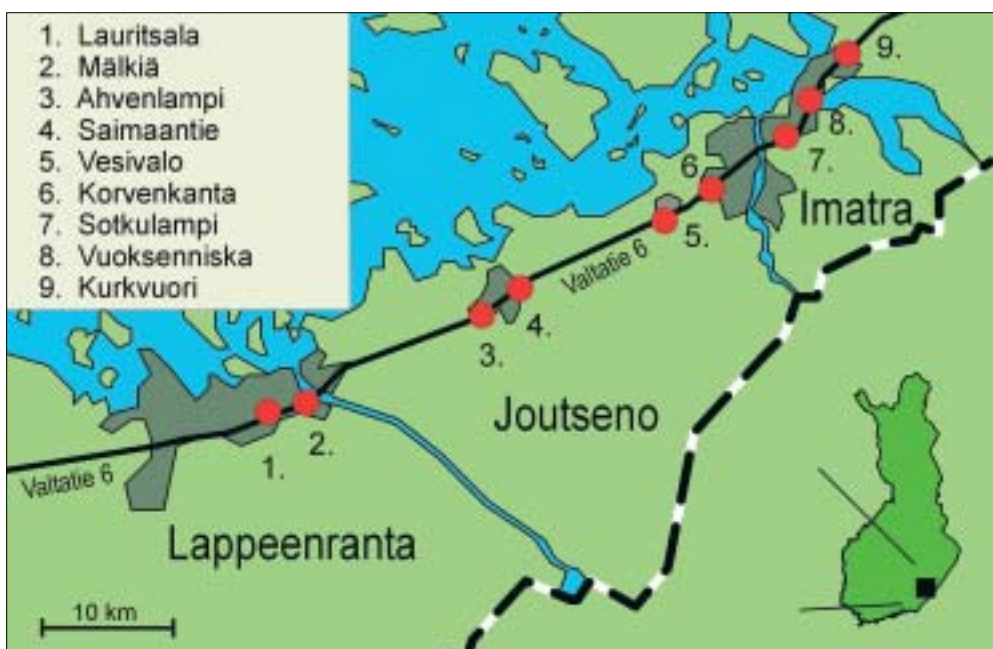 1. Lauritsala
2. Mälkiä
3. Ahvenlampi
4. Saimaantie
5. Vesivalo
6. Korvenkanta
7. Sotkulampi
8. Vuoksenniska
9. Kurkvuori
9.
8.
7.
6.
Imatra
5.
Valtatie 6
4.
3.
Joutseno
2.
1.
Valtatie 6
Lappeenranta
10 km